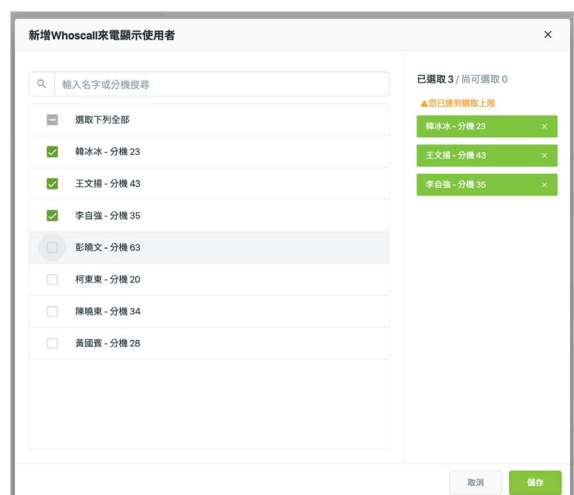 新增Whoscall來電顯示使用者
輸入名字或分機搜尋
選取下列全部
韓冰冰 - 分機 23
王文揚 - 分機 43
李自強 - 分機 35
彭曉文 - 分機 63
柯東東 - 分機 20
陳曉東 - 分機 34
黃國賓 - 分機 28
已選取 3 / 尚可選取 0
您已達到選取上限
韓冰冰 - 分機 23
王文揚 - 分機 43
李自強 - 分機 35
取消
儲存